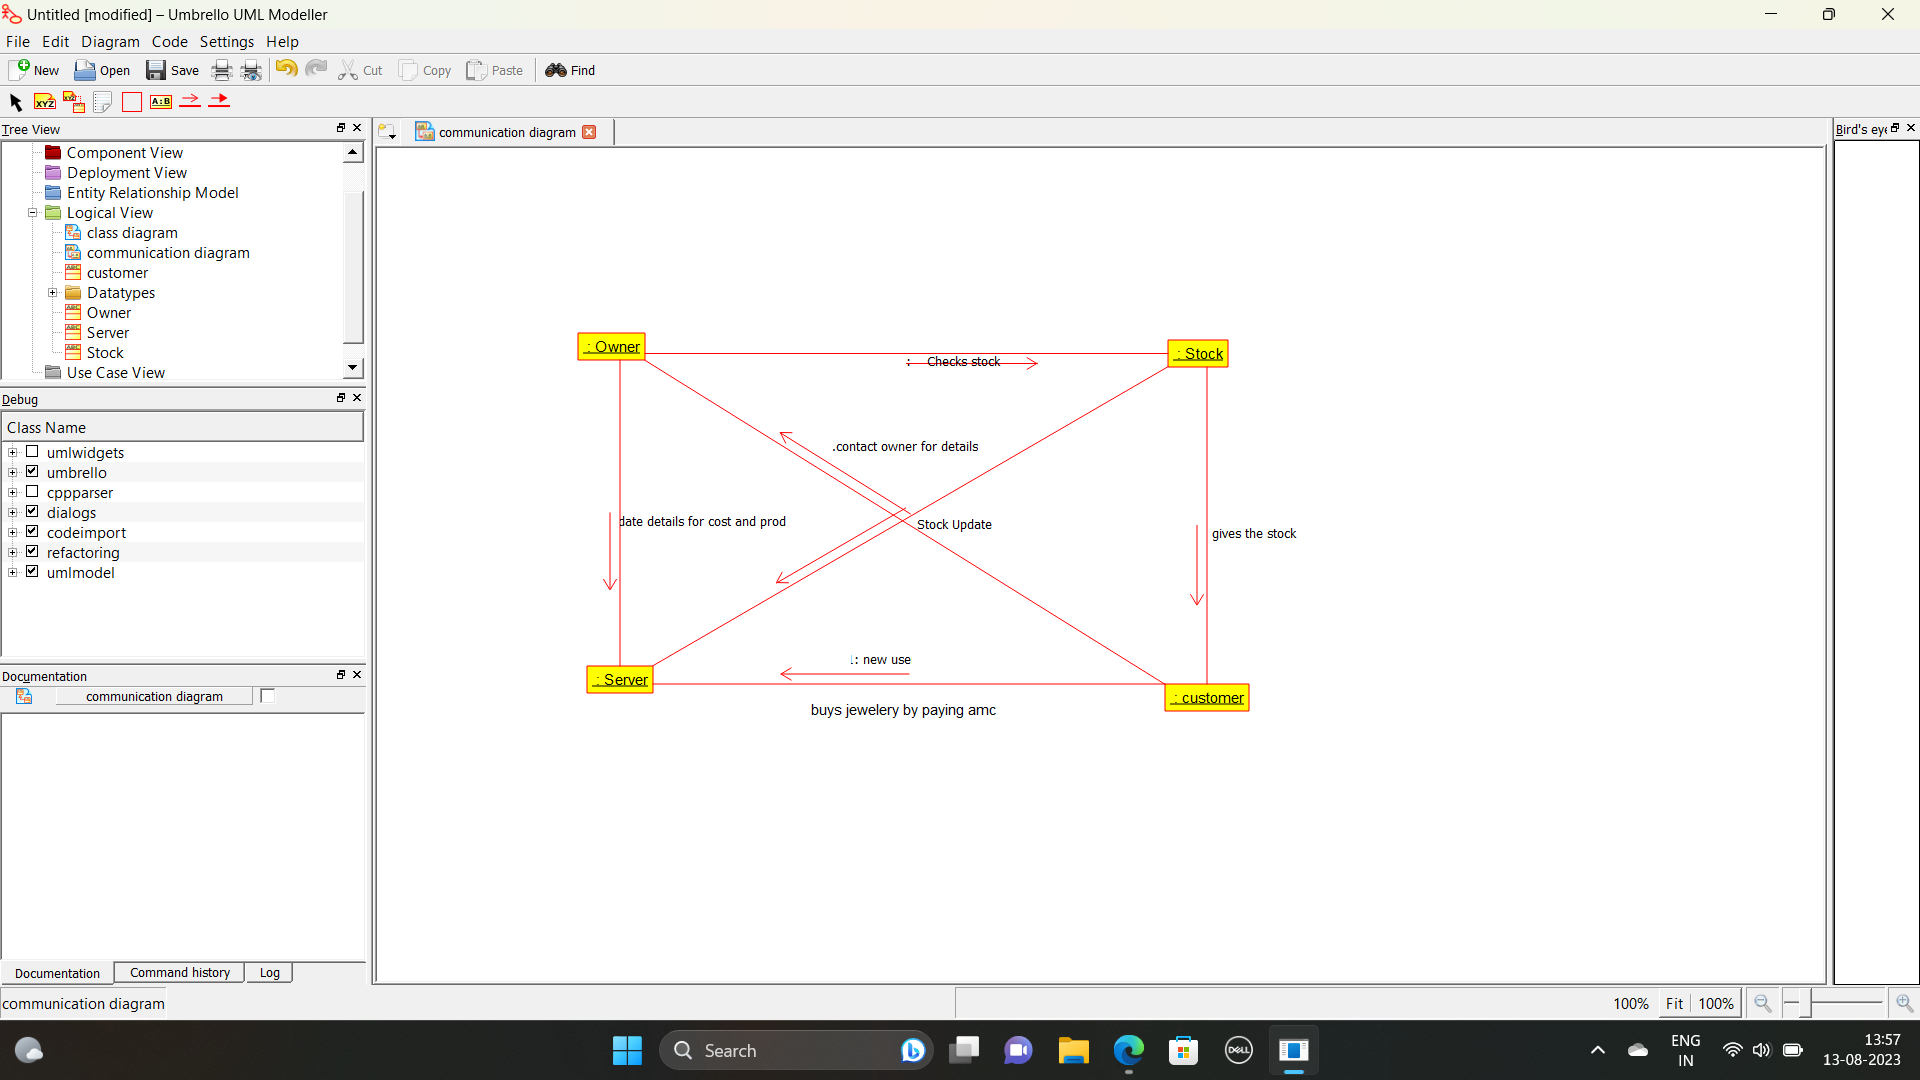 Untitled [modified] – Umbrello UML Modeller
File Edit Diagram Code Settings Help
New Open Save Cut Copy Paste Find
XYZ XYZ A:B
Tree View
Component View
Deployment View
Entity Relationship Model
Logical View
class diagram
communication diagram
customer
Datatypes
Owner
Server
Stock
Use Case View
Debug
Class Name
umlwidgets
umbrello
cppparser
dialogs
codeimport
refactoring
umlmodel
Documentation
communication diagram
Documentation Command history Log
communication diagram
communication diagram
: Owner
: Stock
: Checks stock
.contact owner for details
date details for cost and prod
Stock Update
gives the stock
: new use
: Server
: customer
buys jewelery by paying amc
Bird's eye
100% Fit 100%
Search
DELL
ENG
IN
13:57
13-08-2023